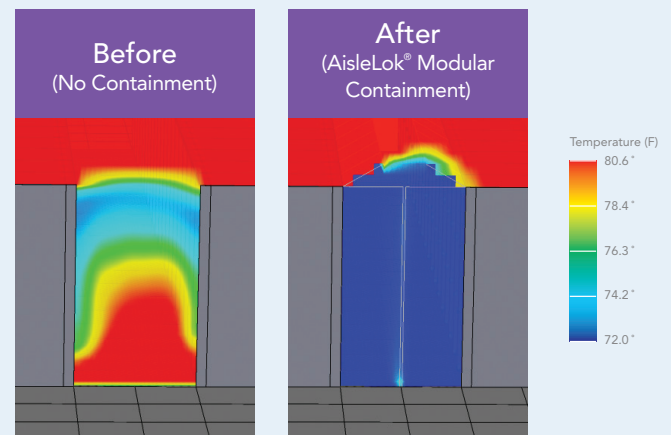 Before
(No Containment)
After
(AisleLok® Modular
Containment)
Temperature (F)
80.6˚
78.4˚
76.3˚
74.2˚
72.0˚